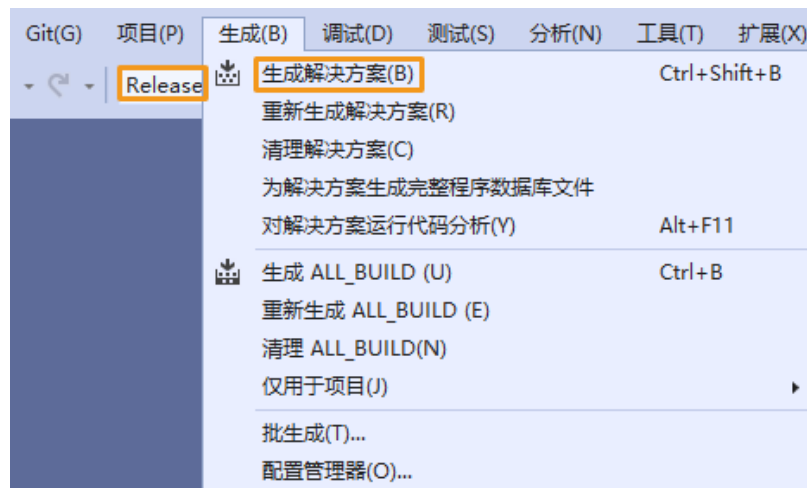 Git(G) 项目(P) 生成(B) 调试(D) 测试(S) 分析(N) 工具(T) 扩展(X)
Release
生成解决方案(B) Ctrl+Shift+B
重新生成解决方案(R)
清理解决方案(C)
为解决方案生成完整程序数据库文件
对解决方案运行代码分析(Y) Alt+F11
生成 ALL_BUILD (U) Ctrl+B
重新生成 ALL_BUILD (E)
清理 ALL_BUILD(N)
仅用于项目(J)
批生成(T)...
配置管理器(O)...